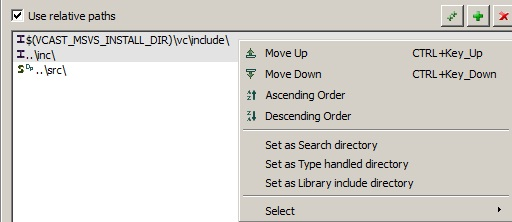 Use relative paths
$(VCAST_MSVS_INSTALL_DIR)\vc\include\
..\inc\
S Dp ..\src\
Move Up CTRL+Key_Up
Move Down CTRL+Key_Down
Ascending Order
Descending Order
Set as Search directory
Set as Type handled directory
Set as Library include directory
Select